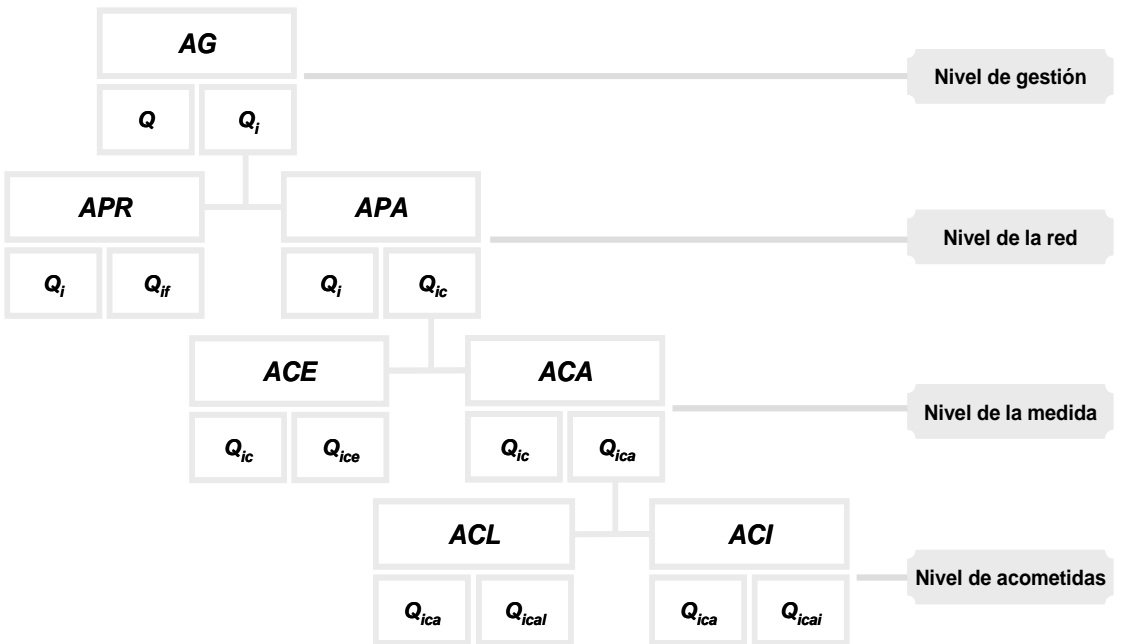 AG
Nivel de gestión
Q Qi
APR APA
Nivel de la red
Qi Qif Qi Qic
ACE ACA
Nivel de la medida
Qic Qice Qic Qica
ACL ACI
Nivel de acometidas
Qica Qical Qica Qicai